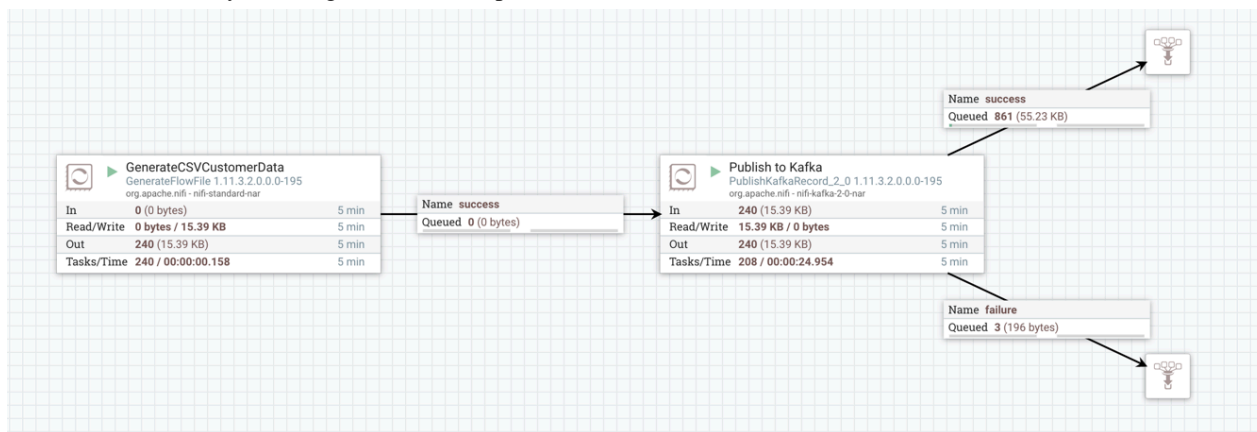 GenerateCSVCustomerData
GenerateFlowFile 1.11.3.2.0.0.0-195
org.apache.nifi - nifi-standard-nar
In 0 (0 bytes) 5 min
Read/Write 0 bytes / 15.39 KB 5 min
Out 240 (15.39 KB) 5 min
Tasks/Time 240 / 00:00:00.158 5 min
Name success
Queued 0 (0 bytes)
Publish to Kafka
PublishKafkaRecord_2_0 1.11.3.2.0.0.0-195
org.apache.nifi - nifi-kafka-2-0-nar
In 240 (15.39 KB) 5 min
Read/Write 15.39 KB / 0 bytes 5 min
Out 240 (15.39 KB) 5 min
Tasks/Time 208 / 00:00:24.954 5 min
Name success
Queued 861 (55.23 KB)
Name failure
Queued 3 (196 bytes)